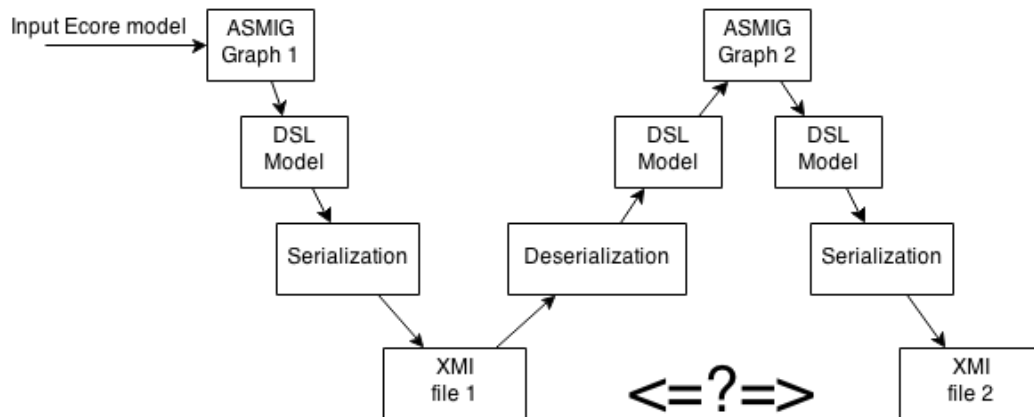 Input Ecore model
ASMIG
Graph 1
ASMIG
Graph 2
DSL
Model
DSL
Model
DSL
Model
Serialization
Deserialization
Serialization
XMI
file 1
<=?=>
XMI
file 2